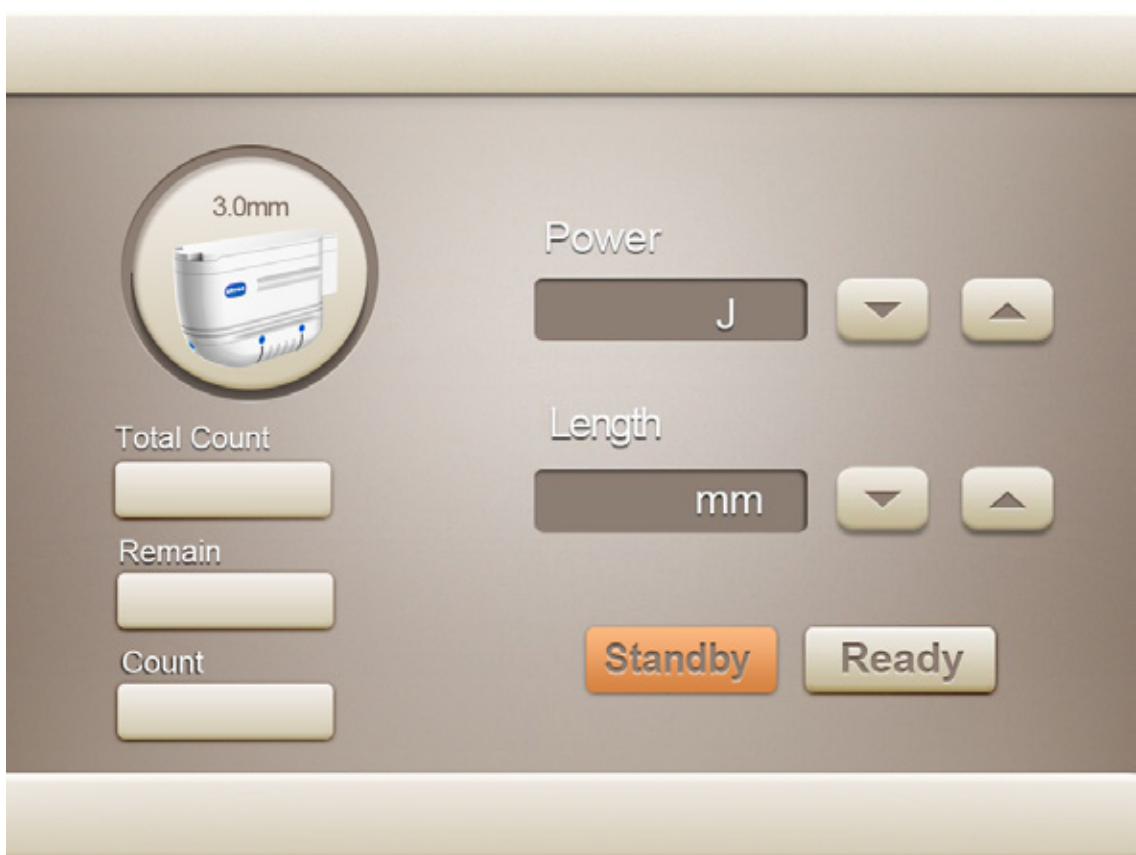 3.0mm
Power
J
Length
mm
Total Count
Remain
Count
Standby
Ready